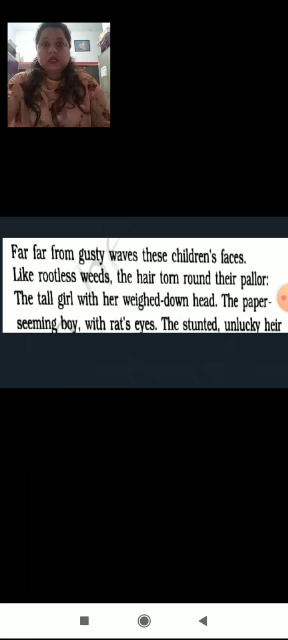 Far far from gusty waves these children's faces.
Like rootless weeds, the hair torn round their pallor:
The tall girl with her weighed-down head. The paper-
seeming boy, with rat's eyes. The stunted, unlucky heir